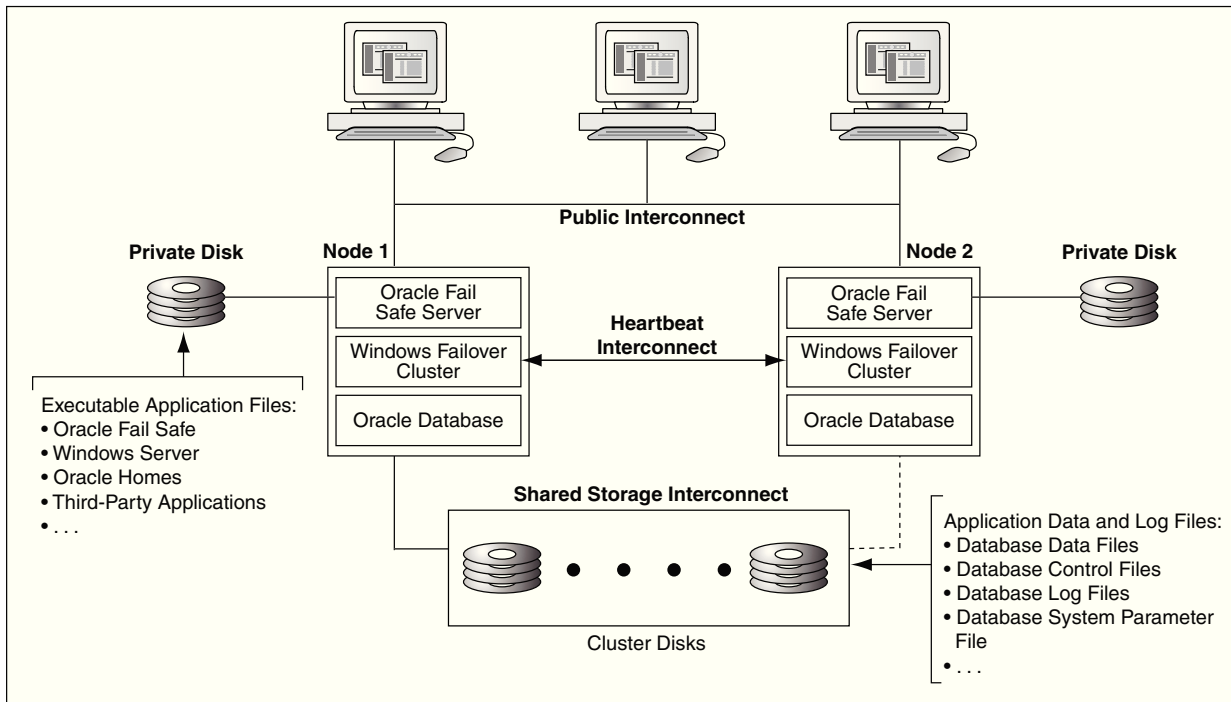 Public Interconnect
Private Disk
Node 1
Node 2
Private Disk
Oracle Fail
Safe Server
Windows Failover
Cluster
Oracle Database
Heartbeat
Interconnect
Oracle Fail
Safe Server
Windows Failover
Cluster
Oracle Database
Executable Application Files:
• Oracle Fail Safe
• Windows Server
• Oracle Homes
• Third-Party Applications
• . . .
Shared Storage Interconnect
Cluster Disks
Application Data and Log Files:
• Database Data Files
• Database Control Files
• Database Log Files
• Database System Parameter
File
• . . .